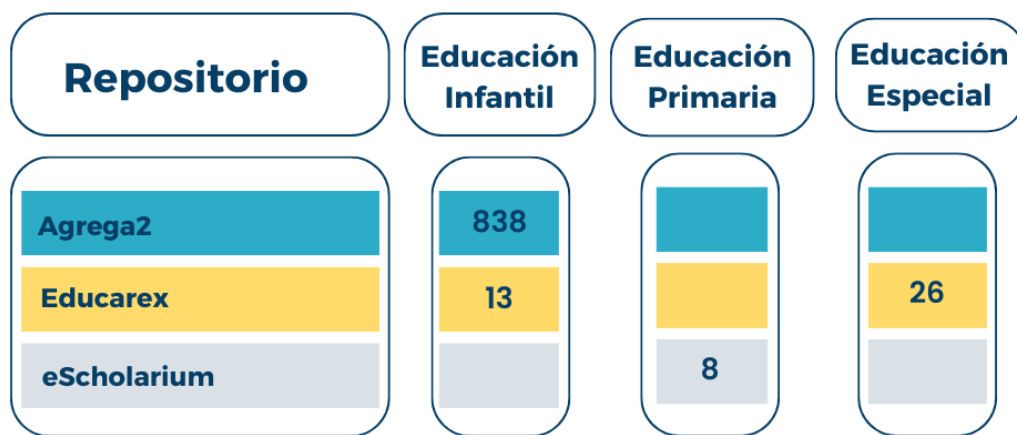 Repositorio
Educación
Infantil
Educación
Primaria
Educación
Especial
Agrega2
838
Educarex
13
26
eScholarium
8